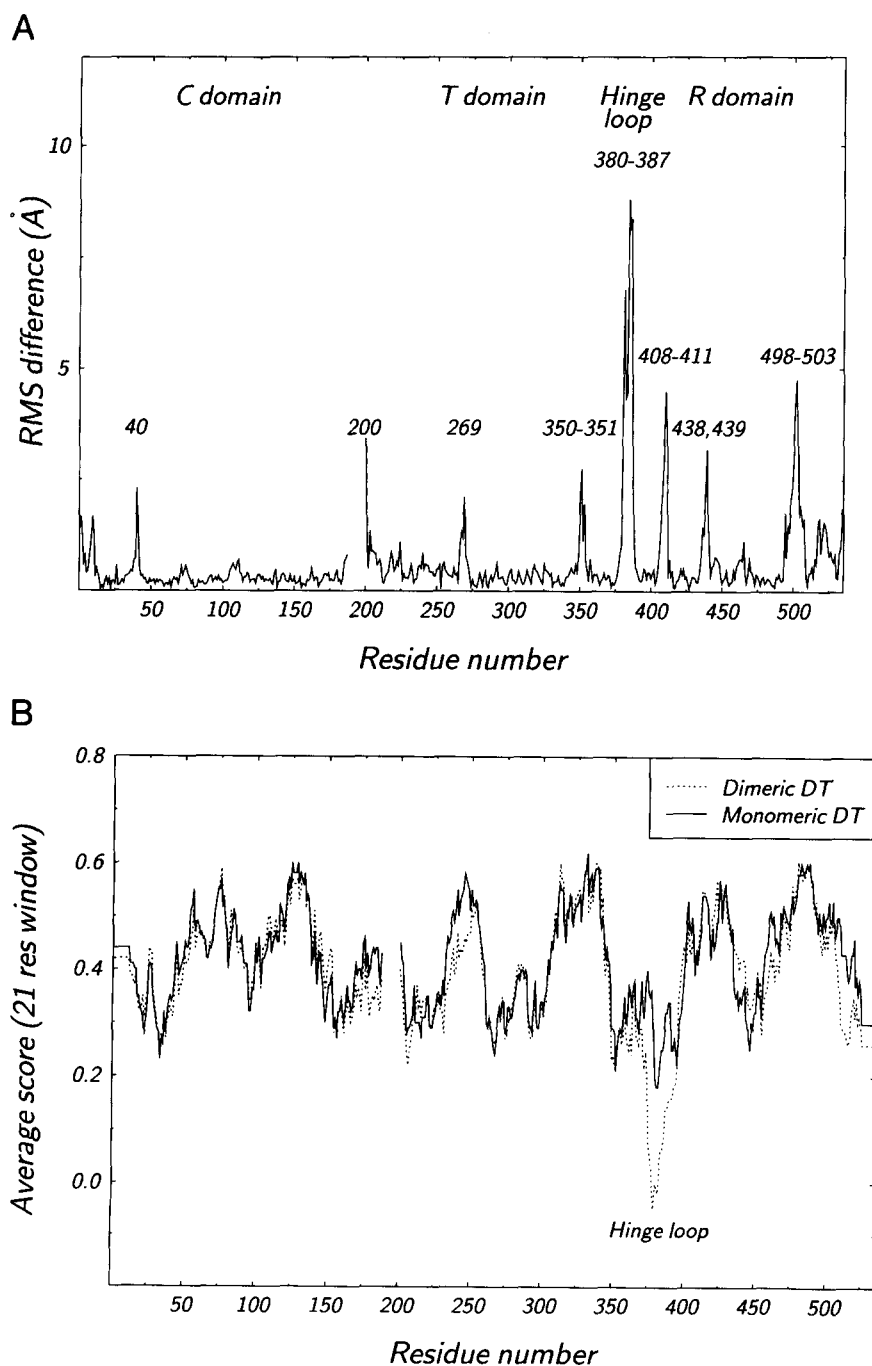 A
C domain
T domain
Hinge
loop
R domain
380-387
10
RMS difference (Å)
5
408-411
498-503
40
200
269
350-351
438,439
50
100
150
200
250
300
350
400
450
500
Residue number
B
0.8
Dimeric DT
Monomeric DT
0.6
Average score (21 res window)
0.4
0.2
0.0
Hinge loop
50
100
150
200
250
300
350
400
450
500
Residue number